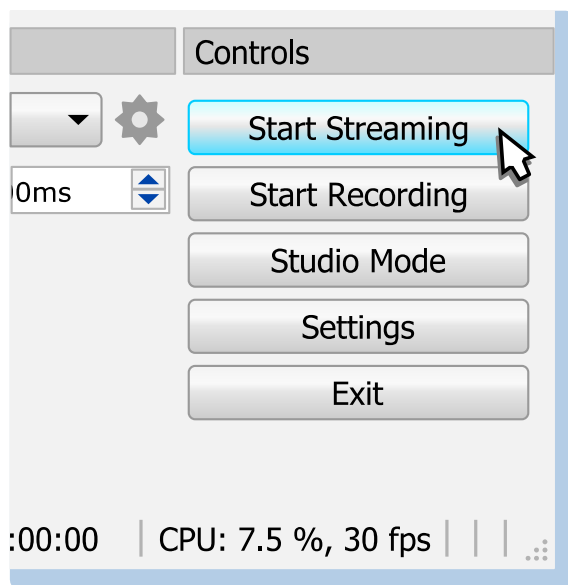 Controls
Start Streaming
0ms
Start Recording
Studio Mode
Settings
Exit
:00:00
CPU: 7.5 %, 30 fps